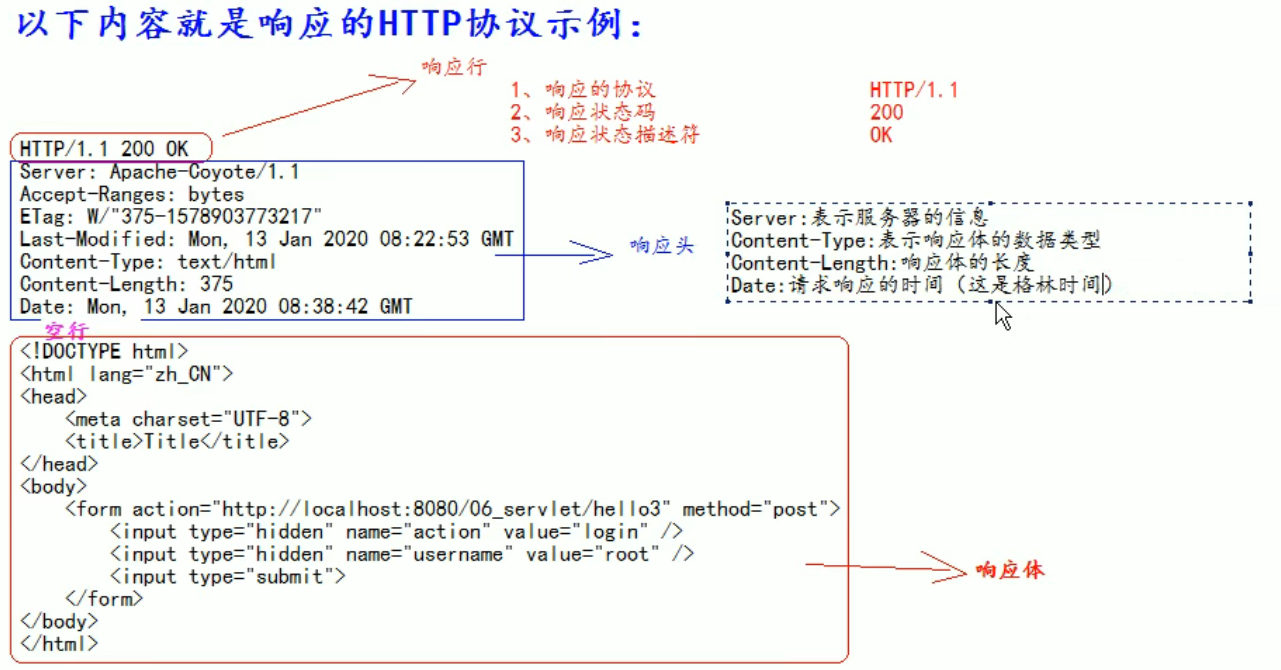 以下内容就是响应的HTTP协议示例：
响应行
1、响应的协议 HTTP/1.1
2、响应状态码 200
3、响应状态描述符 OK
HTTP/1.1 200 OK
Server: Apache-Coyote/1.1
Accept-Ranges: bytes
ETag: W/"375-1578903773217"
Last-Modified: Mon, 13 Jan 2020 08:22:53 GMT
Content-Type: text/html
Content-Length: 375
Date: Mon, 13 Jan 2020 08:38:42 GMT
响应头
Server:表示服务器的信息
Content-Type:表示响应体的数据类型
Content-Length:响应体的长度
Date:请求响应的时间（这是格林时间）
空行
<!DOCTYPE html>
<html lang="zh_CN">
<head>
    <meta charset="UTF-8">
    <title>Title</title>
</head>
<body>
    <form action="http://localhost:8080/06_servlet/hello3" method="post">
        <input type="hidden" name="action" value="login" />
        <input type="hidden" name="username" value="root" />
        <input type="submit">
    </form>
</body>
</html>
响应体